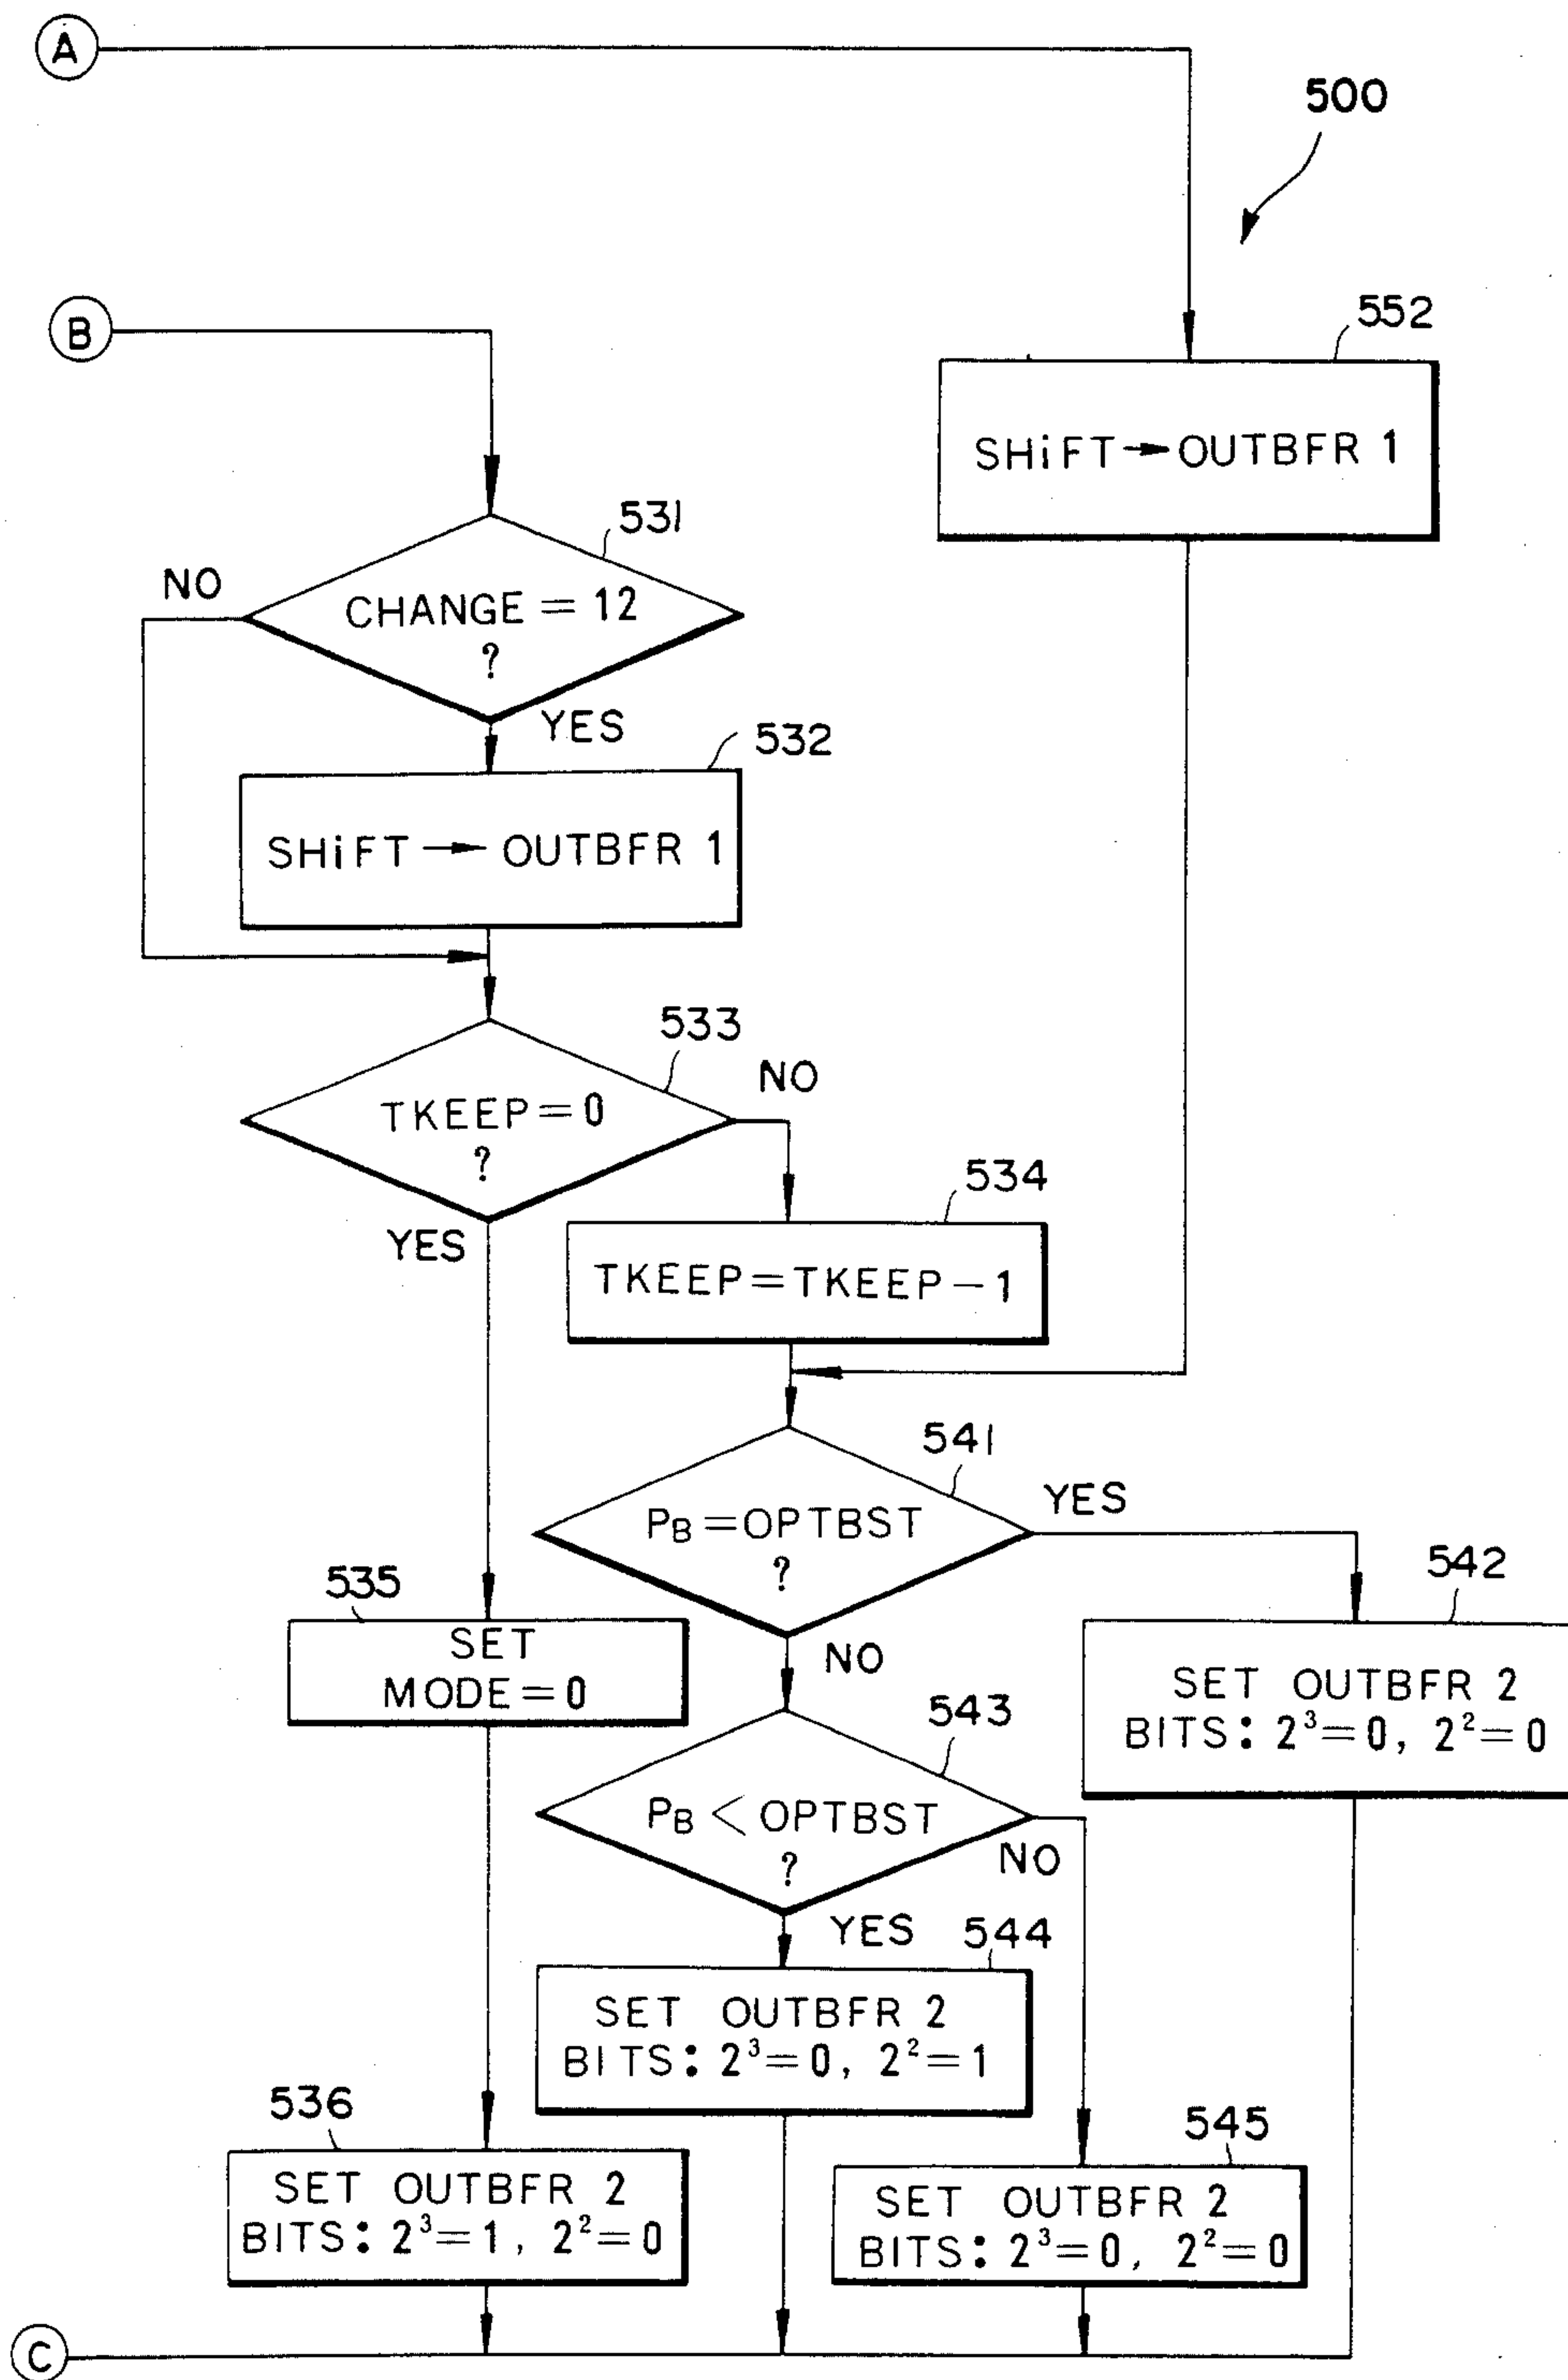 A
500
B
552
SHiFT → OUTBFR 1
531
NO
CHANGE = 12
?
YES
532
SHiFT → OUTBFR 1
533
NO
TKEEP = 0
?
YES
534
TKEEP = TKEEP − 1
541
YES
PB = OPTBST
?
NO
535
SET
MODE = 0
542
SET OUTBFR 2
BITS: 2³ = 0, 2² = 0
543
PB < OPTBST
?
NO
YES
544
SET OUTBFR 2
BITS: 2³ = 0, 2² = 1
536
SET OUTBFR 2
BITS: 2³ = 1, 2² = 0
545
SET OUTBFR 2
BITS: 2³ = 0, 2² = 0
C